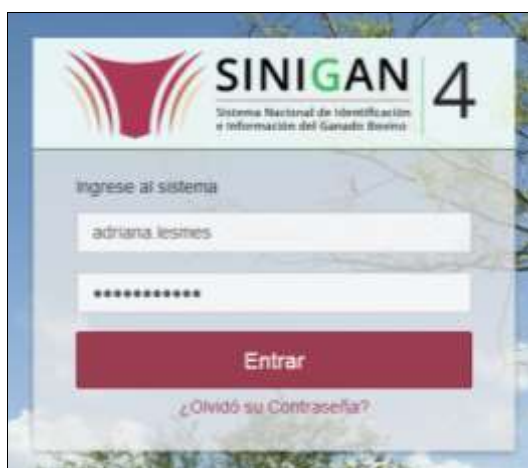 SINIGAN 4
Sistema Nacional de Identificación
e Información del Ganado Bovino
Ingrese al sistema
adriana.lesmes
•••••••••••
Entrar
¿Olvidó su Contraseña?